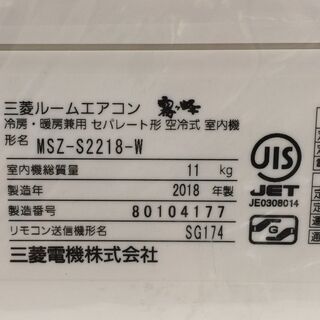 三菱ルームエアコン 霧ヶ峰
冷房・暖房兼用 セパレート形 空冷式 室内機
形名 MSZ-S2218-W
室内機総質量 11 kg
製造年 2018 年製
製造番号 80104177
リモコン送信機形名 SG174
三菱電機株式会社
JIS
JET
JE0308014
G